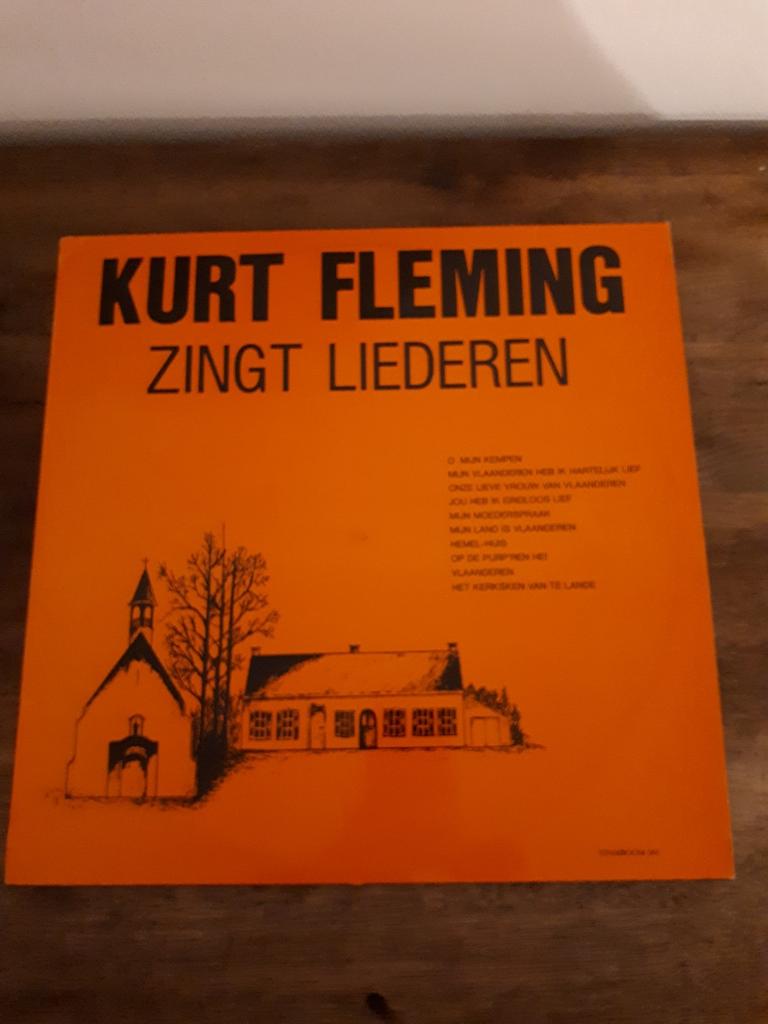 KURT FLEMING
ZINGT LIEDEREN
O MIJN KEMPEN
MIJN VLAANDEREN HEB IK HARTELIJK LIEF
ONZE LIEVE VROUW VAN VLAANDEREN
JOU HEB IK EINDLOOS LIEF
MIJN MOEDERSPRAAK
MIJN LAND IS VLAANDEREN
HEMEL-HUIS
OP DE PURP'REN HEI
VLAANDEREN
HET KERKSKEN VAN TE LANDE